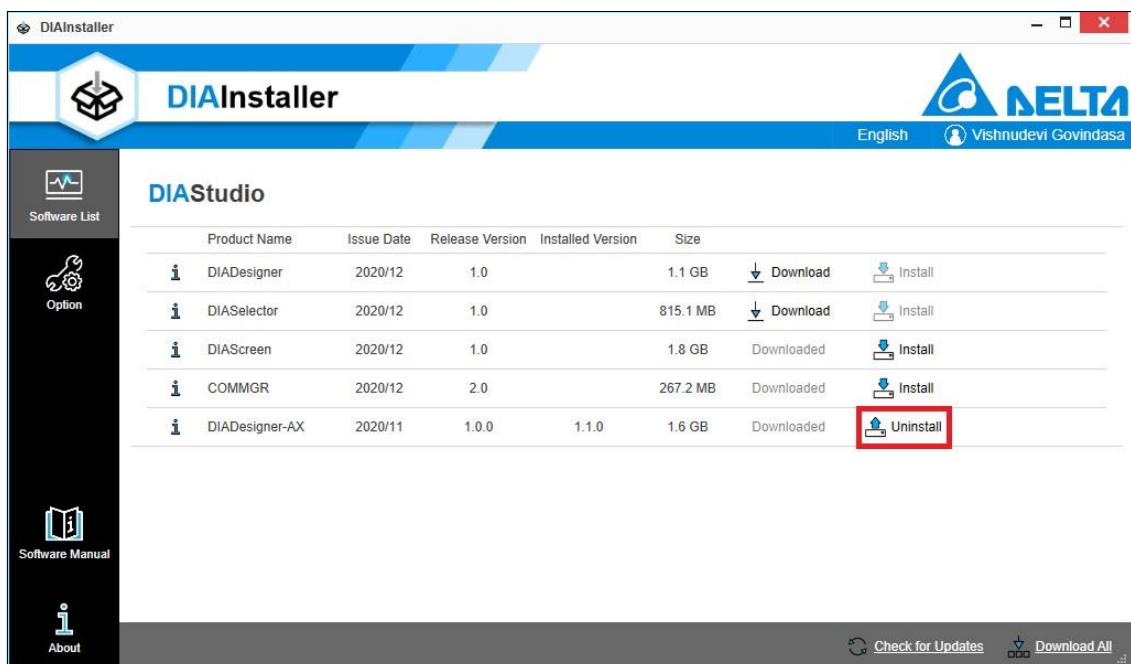 DIAInstaller
DIAInstaller
DELTA
English Vishnudevi Govindasa
Software List
Option
Software Manual
About
DIAStudio
Product Name Issue Date Release Version Installed Version Size
DIADesigner 2020/12 1.0 1.1 GB Download Install
DIASelector 2020/12 1.0 815.1 MB Download Install
DIAScreen 2020/12 1.0 1.8 GB Downloaded Install
COMMGR 2020/12 2.0 267.2 MB Downloaded Install
DIADesigner-AX 2020/11 1.0.0 1.1.0 1.6 GB Downloaded Uninstall
Check for Updates Download All